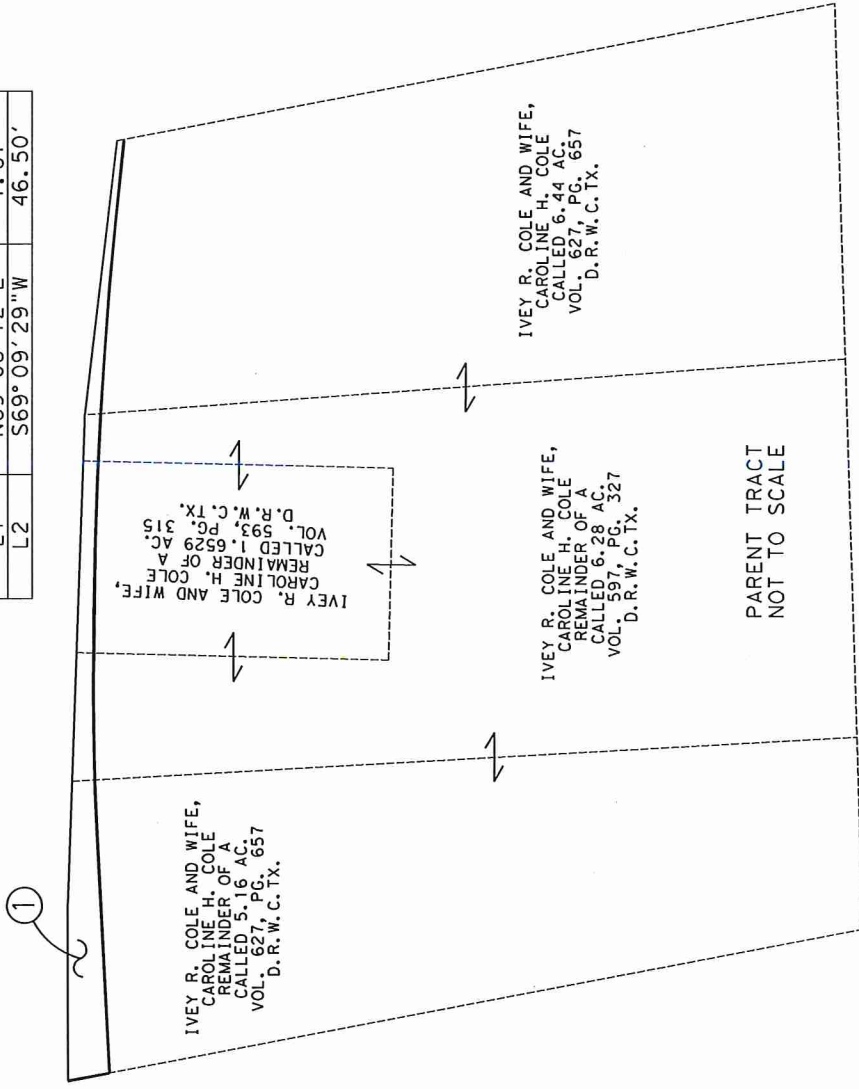 L2 S69°09'29"W 46.50'
1
IVEY R. COLE AND WIFE,
CAROLINE H. COLE
REMAINDER OF A
CALLED 5.16 AC.
VOL. 627, PG. 657
D.R.W.C.TX.
IVEY R. COLE AND WIFE,
CAROLINE H. COLE
REMAINDER OF A
CALLED 1.6529 AC.
VOL. 593, PG. 315
D.R.W.C.TX.
IVEY R. COLE AND WIFE,
CAROLINE H. COLE
REMAINDER OF A
CALLED 6.28 AC.
VOL. 597, PG. 327
D.R.W.C.TX.
IVEY R. COLE AND WIFE,
CAROLINE H. COLE
CALLED 6.44 AC.
VOL. 627, PG. 657
D.R.W.C.TX.
PARENT TRACT
NOT TO SCALE